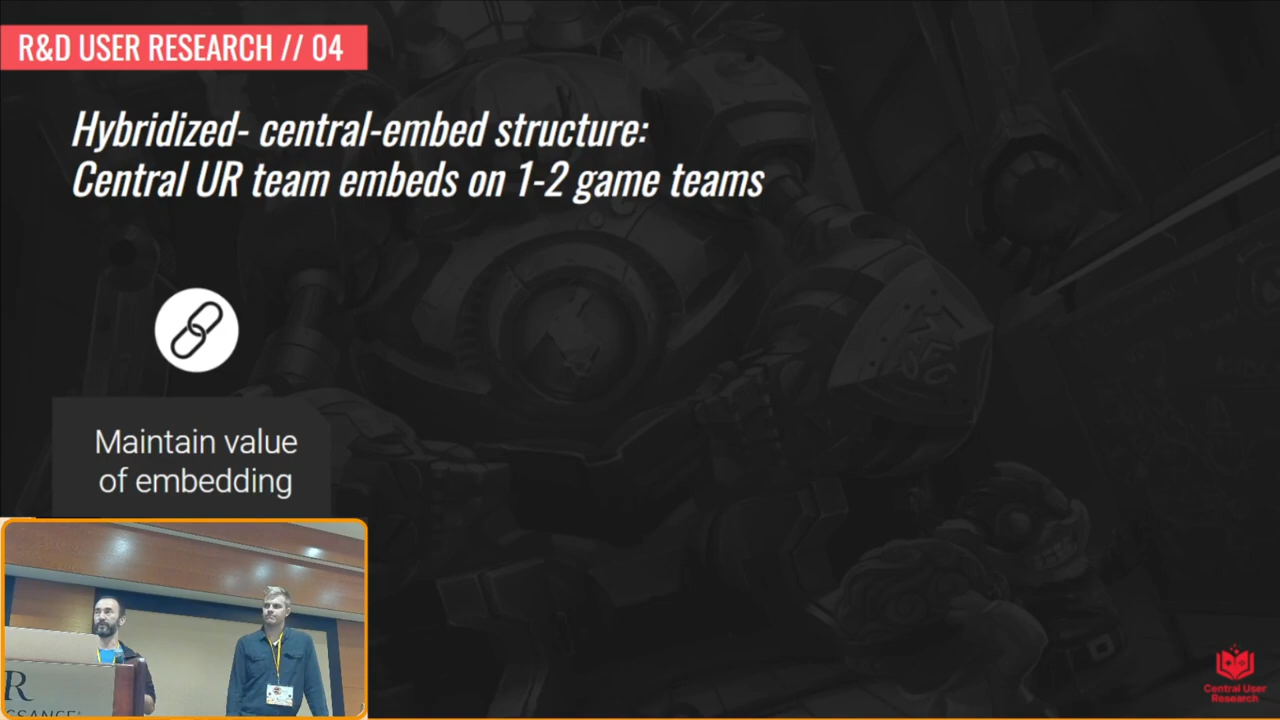 R&D USER RESEARCH // 04
Hybridized- central-embed structure:
Central UR team embeds on 1-2 game teams
Maintain value
of embedding
R
Central User
Research